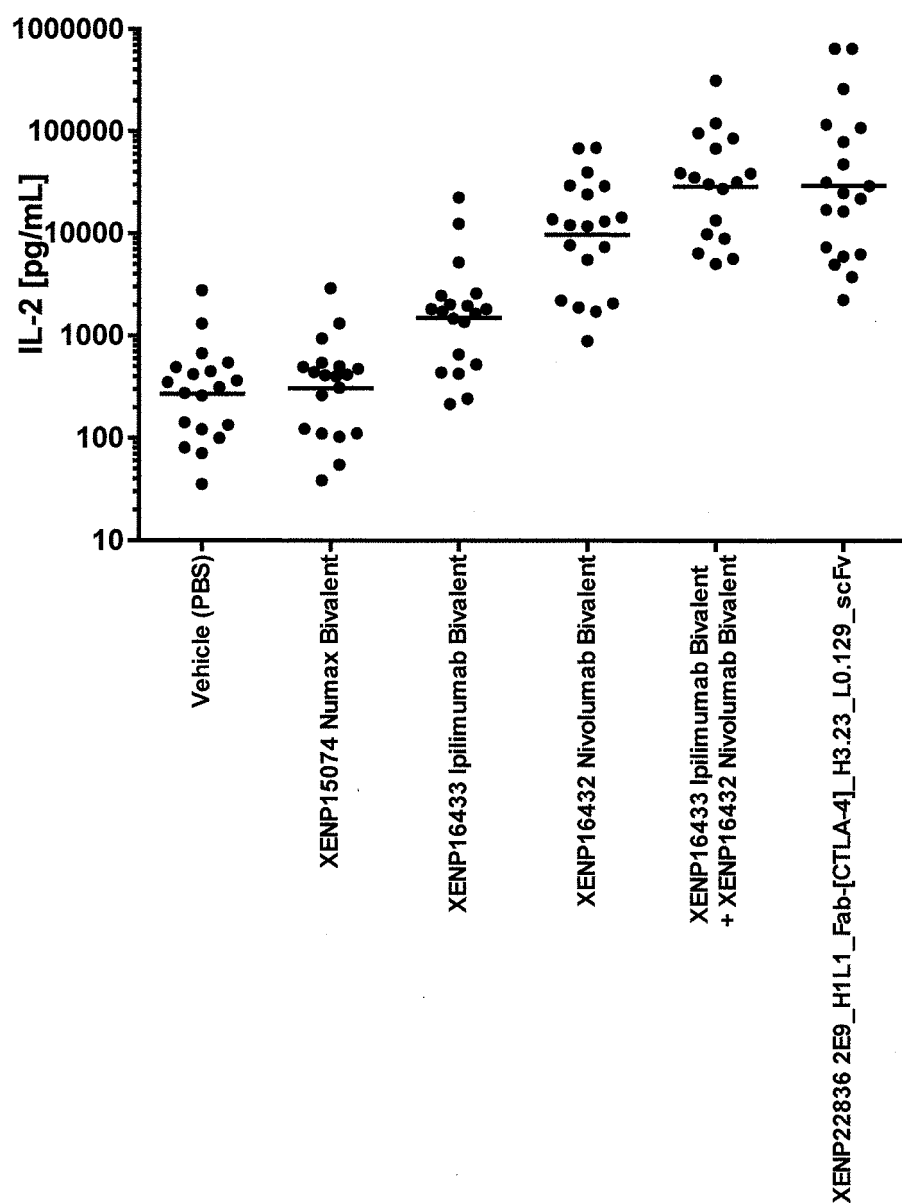 IL-2 [pg/mL]
1000000
100000
10000
1000
100
10
Vehicle (PBS)
XENP15074 Numax Bivalent
XENP16433 Ipilimumab Bivalent
XENP16432 Nivolumab Bivalent
XENP16433 Ipilimumab Bivalent
+ XENP16432 Nivolumab Bivalent
XENP22836 2E9_H1L1_Fab-[CTLA-4]_H3.23_L0.129_scFv